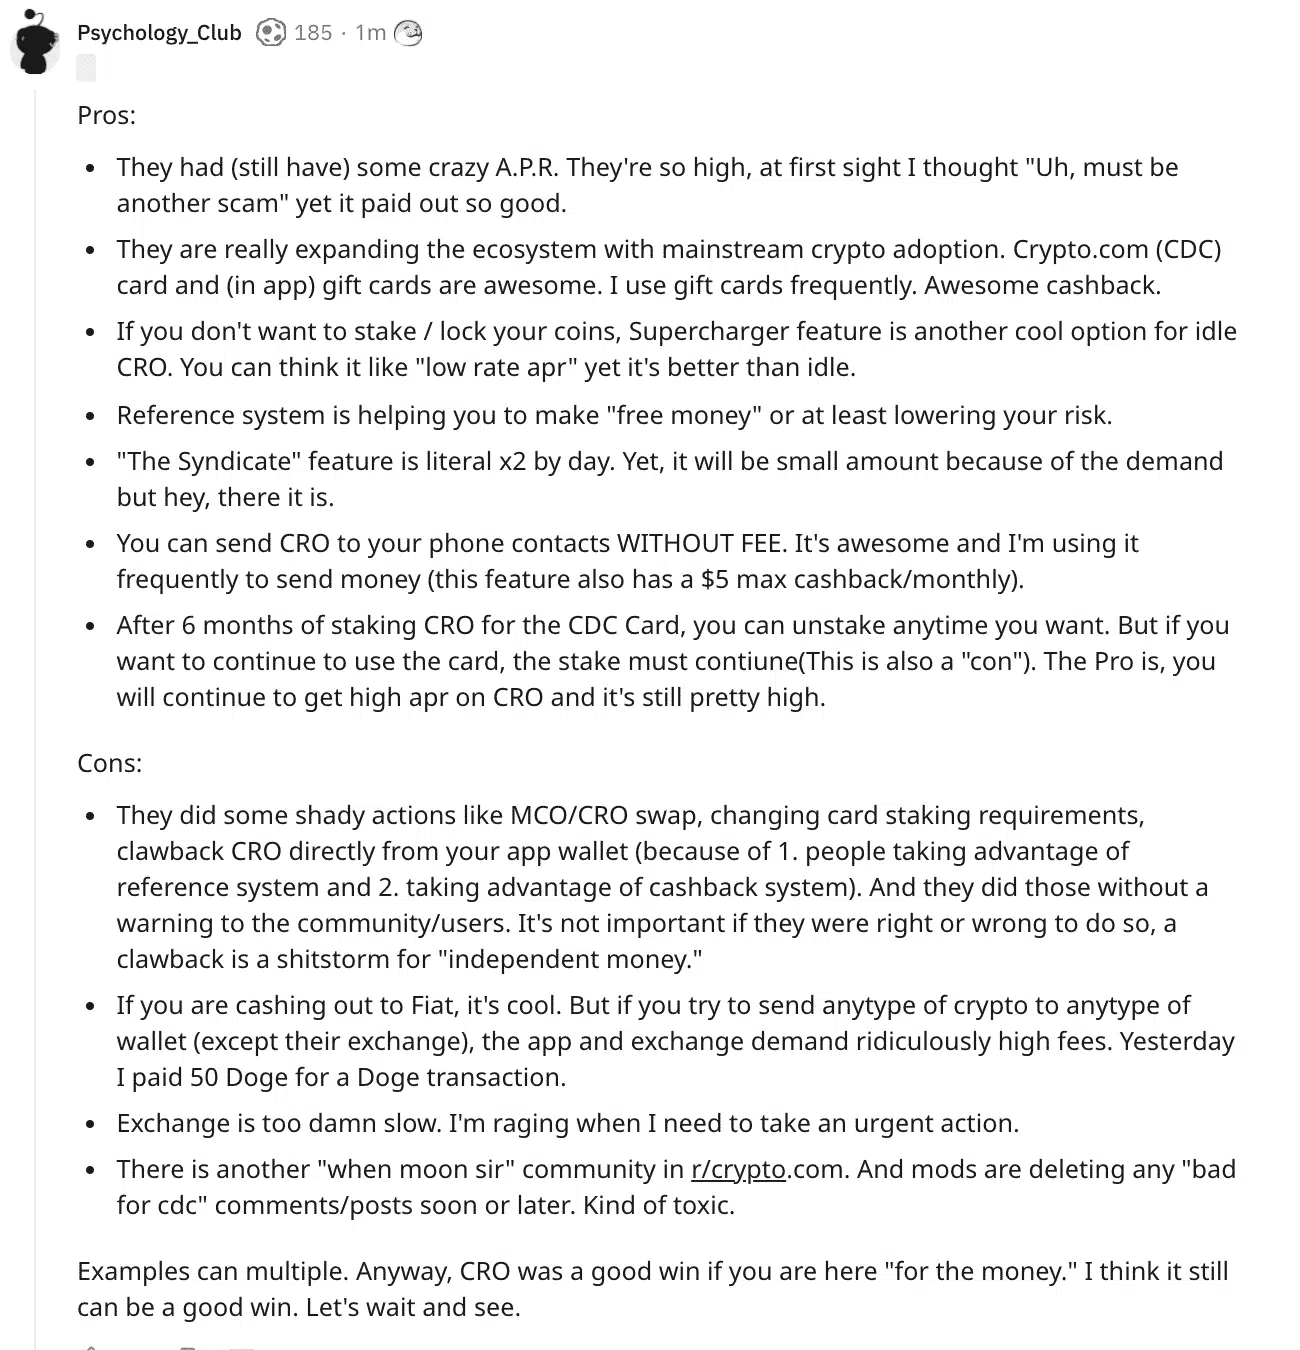 Psychology_Club 185 · 1m
Pros:
• They had (still have) some crazy A.P.R. They're so high, at first sight I thought "Uh, must be
another scam" yet it paid out so good.
• They are really expanding the ecosystem with mainstream crypto adoption. Crypto.com (CDC)
card and (in app) gift cards are awesome. I use gift cards frequently. Awesome cashback.
• If you don't want to stake / lock your coins, Supercharger feature is another cool option for idle
CRO. You can think it like "low rate apr" yet it's better than idle.
• Reference system is helping you to make "free money" or at least lowering your risk.
• "The Syndicate" feature is literal x2 by day. Yet, it will be small amount because of the demand
but hey, there it is.
• You can send CRO to your phone contacts WITHOUT FEE. It's awesome and I'm using it
frequently to send money (this feature also has a $5 max cashback/monthly).
• After 6 months of staking CRO for the CDC Card, you can unstake anytime you want. But if you
want to continue to use the card, the stake must contiune(This is also a "con"). The Pro is, you
will continue to get high apr on CRO and it's still pretty high.
Cons:
• They did some shady actions like MCO/CRO swap, changing card staking requirements,
clawback CRO directly from your app wallet (because of 1. people taking advantage of
reference system and 2. taking advantage of cashback system). And they did those without a
warning to the community/users. It's not important if they were right or wrong to do so, a
clawback is a shitstorm for "independent money."
• If you are cashing out to Fiat, it's cool. But if you try to send anytype of crypto to anytype of
wallet (except their exchange), the app and exchange demand ridiculously high fees. Yesterday
I paid 50 Doge for a Doge transaction.
• Exchange is too damn slow. I'm raging when I need to take an urgent action.
• There is another "when moon sir" community in r/crypto.com. And mods are deleting any "bad
for cdc" comments/posts soon or later. Kind of toxic.
Examples can multiple. Anyway, CRO was a good win if you are here "for the money." I think it still
can be a good win. Let's wait and see.